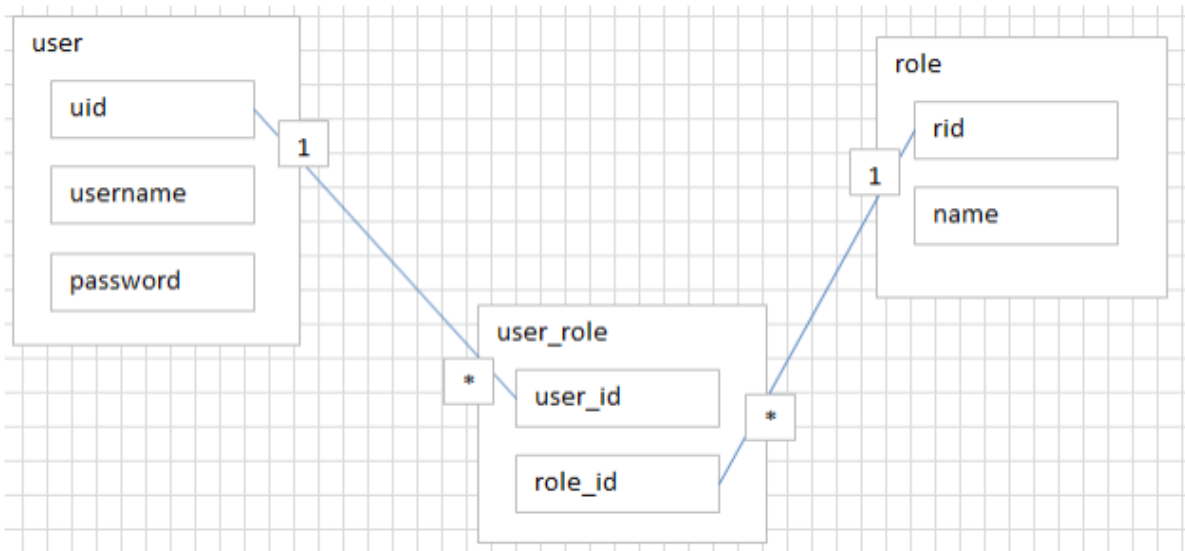 user
uid
1
username
password
role
rid
1
name
user_role
*
user_id
*
role_id